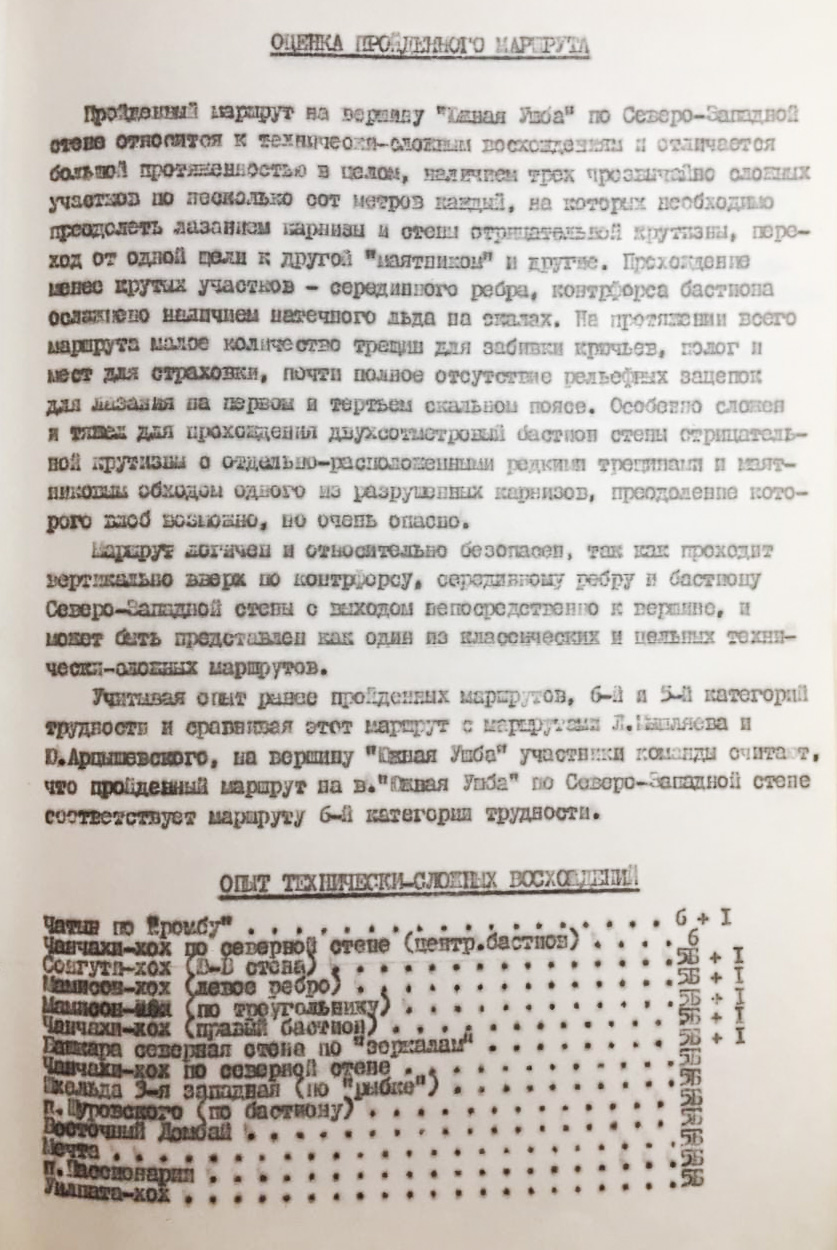 ОЦЕНКА ПРОЙДЕННОГО МАРШРУТА
Пройденный маршрут на вершину "Южная Ушба" по Северо-Западной
стене относится к технически-сложным восхождениям и отличается
большой протяженностью в целом, наличием трех чрезвычайно сложных
участков по несколько сот метров каждый, на которых необходимо
преодолеть лазанием карнизы и стены отрицательной крутизны, пере-
ход от одной щели к другой "маятником" и другие. Прохождение
менее крутых участков - серединного ребра, контрфорса бастиона
осложнено наличием натечного льда на скалах. На протяжении всего
маршрута малое количество трещин для забивки крючьев, полог и
мест для страховки, почти полное отсутствие рельефных зацепок
для лазания на первом и тертьем скальном поясе. Особенно сложен
и тяжел для прохождения двухсотметровый бастион стены отрицатель-
ной крутизны с отдельно-расположенными редкими трещинами и маят-
никовым обходом одного из разрушенных карнизов, преодоление кото-
рого влоб возможно, но очень опасно.
Маршрут логичен и относительно безопасен, так как проходит
вертикально вверх по контрфорсу, серединному ребру и бастиону
Северо-Западной стены с выходом непосредственно к вершине, и
может быть представлен как один из классических и цельных техни-
чески-сложных маршрутов.
Учитывая опыт ранее пройденных маршрутов, 6-й и 5-й категорий
трудности и сравнивая этот маршрут с маршрутами Л.Мышляева и
Ю.Арцышевского, на вершину "Южная Ушба" участники команды считают,
что пройденный маршрут на в."Южная Ушба" по Северо-Западной стене
соответствует маршруту 6-й категории трудности.
ОПЫТ ТЕХНИЧЕСКИ-СЛОЖНЫХ ВОСХОЖДЕНИЙ
Чатын по "ромбу" . . . . . . . . . . . . . . . . . . 6 + I
Чанчахи-хох по северной стене (центр.бастион) . . . . 6
Сонгути-хох (В-В стена) . . . . . . . . . . . . . . 5Б + I
Мамисон-хох (левое ребро) . . . . . . . . . . . . . 5Б + I
Мамисон-хох (по треугольнику) . . . . . . . . . . . 5Б + I
Чанчахи-хох (правый бастион) . . . . . . . . . . . . 5Б + I
Башкара северная стена по "зеркалам" . . . . . . . . 5Б + I
Чанчахи-хох по северной стене . . . . . . . . . . . 5Б
Шхельда 3-я западная (по "рыбке") . . . . . . . . . 5Б
п.Щуровского (по бастиону) . . . . . . . . . . . . . 5Б
Восточный Домбай . . . . . . . . . . . . . . . . . . 5Б
Мечта . . . . . . . . . . . . . . . . . . . . . . . 5Б
п.Пассионарии . . . . . . . . . . . . . . . . . . . 5Б
Уилпата-хох . . . . . . . . . . . . . . . . . . . . 5Б